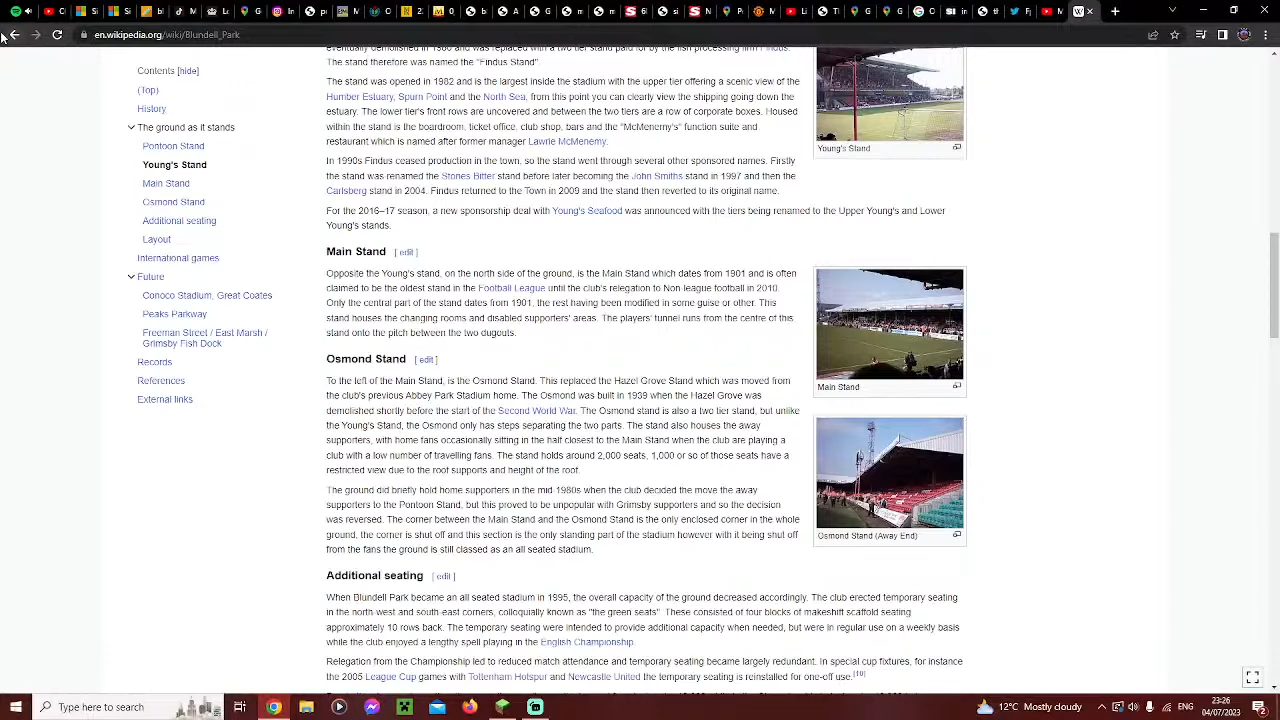 en.wikipedia.org/wiki/Blundell_Park
Contents [hide]
(Top)
History
The ground as it stands
Pontoon Stand
Young's Stand
Main Stand
Osmond Stand
Additional seating
Layout
International games
Future
Conoco Stadium, Great Coates
Peaks Parkway
Freeman Street / East Marsh /
Grimsby Fish Dock
Records
References
External links
eventually demolished in 1980 and was replaced with a two tier stand paid for by the fish processing firm Findus.
The stand therefore was named the "Findus Stand".
The stand was opened in 1982 and is the largest inside the stadium with the upper tier offering a scenic view of the
Humber Estuary, Spurn Point and the North Sea, from this point you can clearly view the shipping going down the
estuary. The lower tier's front rows are uncovered and between the two tiers are a row of corporate boxes. Housed
within the stand is the boardroom, ticket office, club shop, bars and the "McMenemy's" function suite and
restaurant which is named after former manager Lawrie McMenemy.
In 1990s Findus ceased production in the town, so the stand went through several other sponsored names. Firstly
the stand was renamed the Stones Bitter stand before later becoming the John Smiths stand in 1997 and then the
Carlsberg stand in 2004. Findus returned to the Town in 2009 and the stand then reverted to its original name.
For the 2016–17 season, a new sponsorship deal with Young's Seafood was announced with the tiers being renamed to the Upper Young's and Lower
Young's stands.
Young's Stand
Main Stand [ edit ]
Opposite the Young's stand, on the north side of the ground, is the Main Stand which dates from 1901 and is often
claimed to be the oldest stand in the Football League until the club's relegation to Non-league football in 2010.
Only the central part of the stand dates from 1901, the rest having been modified in some guise or other. This
stand houses the changing rooms and disabled supporters' areas. The players' tunnel runs from the centre of this
stand onto the pitch between the two dugouts.
Main Stand
Osmond Stand [ edit ]
To the left of the Main Stand, is the Osmond Stand. This replaced the Hazel Grove Stand which was moved from
the club's previous Abbey Park Stadium home. The Osmond was built in 1939 when the Hazel Grove was
demolished shortly before the start of the Second World War. The Osmond stand is also a two tier stand, but unlike
the Young's Stand, the Osmond only has steps separating the two parts. The stand also houses the away
supporters, with home fans occasionally sitting in the half closest to the Main Stand when the club are playing a
club with a low number of travelling fans. The stand holds around 2,000 seats, 1,000 or so of those seats have a
restricted view due to the roof supports and height of the roof.
The ground did briefly hold home supporters in the mid-1980s when the club decided the move the away
supporters to the Pontoon Stand, but this proved to be unpopular with Grimsby supporters and so the decision
was reversed. The corner between the Main Stand and the Osmond Stand is the only enclosed corner in the whole
ground, the corner is shut off and this section is the only standing part of the stadium however with it being shut off
from the fans the ground is still classed as an all seated stadium.
Osmond Stand (Away End)
Additional seating [ edit ]
When Blundell Park became an all seated stadium in 1995, the overall capacity of the ground decreased accordingly. The club erected temporary seating
in the north-west and south-east corners, colloquially known as "the green seats". These consisted of four blocks of makeshift scaffold seating
approximately 10 rows back. The temporary seating were intended to provide additional capacity when needed, but were in regular use on a weekly basis
while the club enjoyed a lengthy spell playing in the English Championship.
Relegation from the Championship led to reduced match attendance and temporary seating became largely redundant. In special cup fixtures, for instance
the 2005 League Cup games with Tottenham Hotspur and Newcastle United the temporary seating is reinstalled for one-off use.[10]
Type here to search
12°C Mostly cloudy
ENG
23:26
04/07/2023